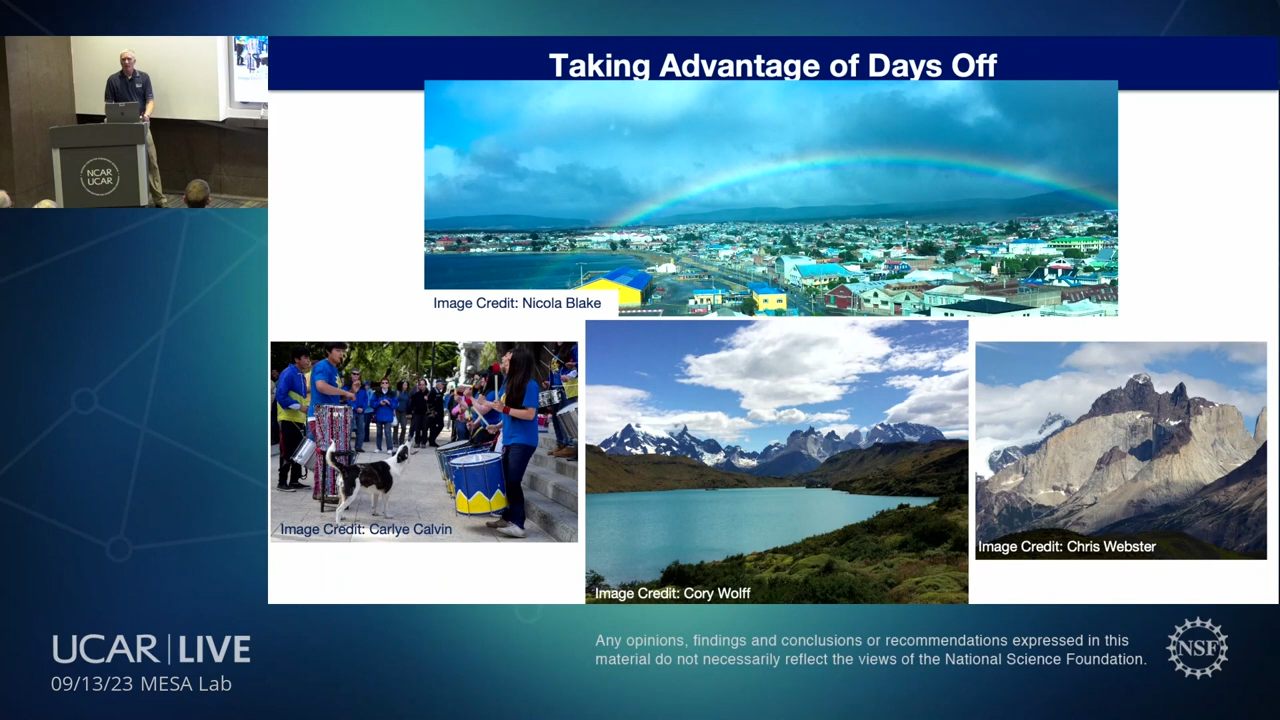 Taking Advantage of Days Off
NCAR
UCAR
Image Credit: Nicola Blake
Image Credit: Carlye Calvin
Image Credit: Cory Wolff
Image Credit: Chris Webster
UCAR | LIVE
09/13/23 MESA Lab
Any opinions, findings and conclusions or recommendations expressed in this
material do not necessarily reflect the views of the National Science Foundation.
NSF